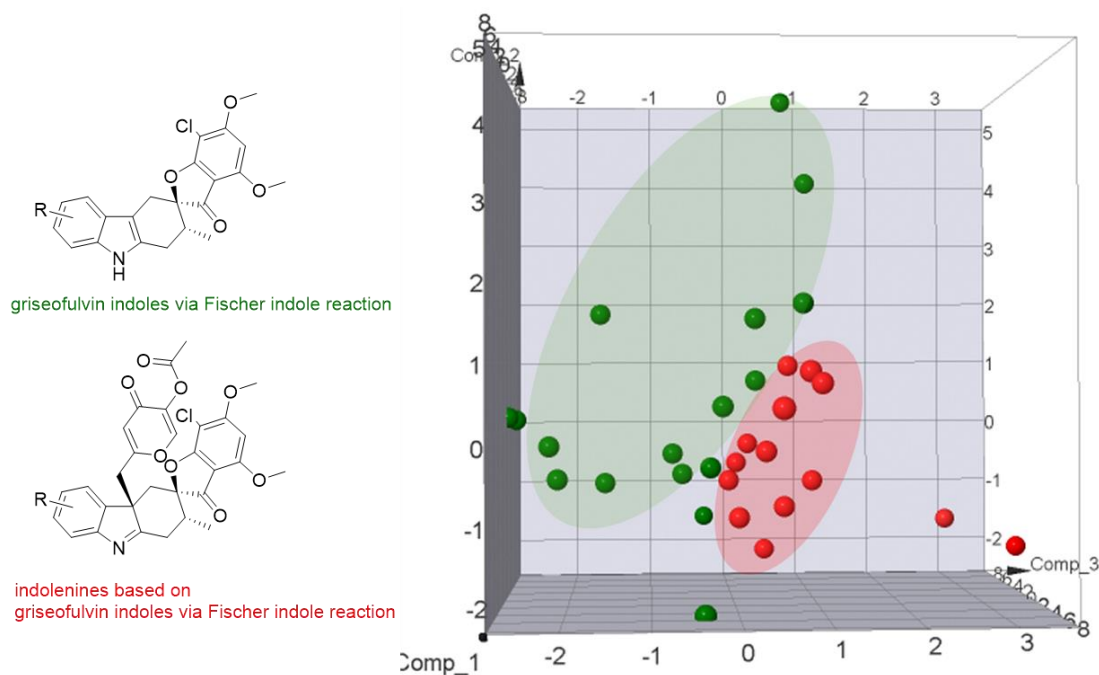 O
Cl
O
O
R
O
N
H
griseofulvin indoles via Fischer indole reaction
O
O
O
O
Cl
O
O
O
R
O
N
indolenines based on
griseofulvin indoles via Fischer indole reaction
8
-2 -1 0 1 2 3
4
3
2
1
0
-1
-2
5
4
3
2
1
0
-1
-2
Comp_3
8
-2 -1 0 1 2 3
Comp_1